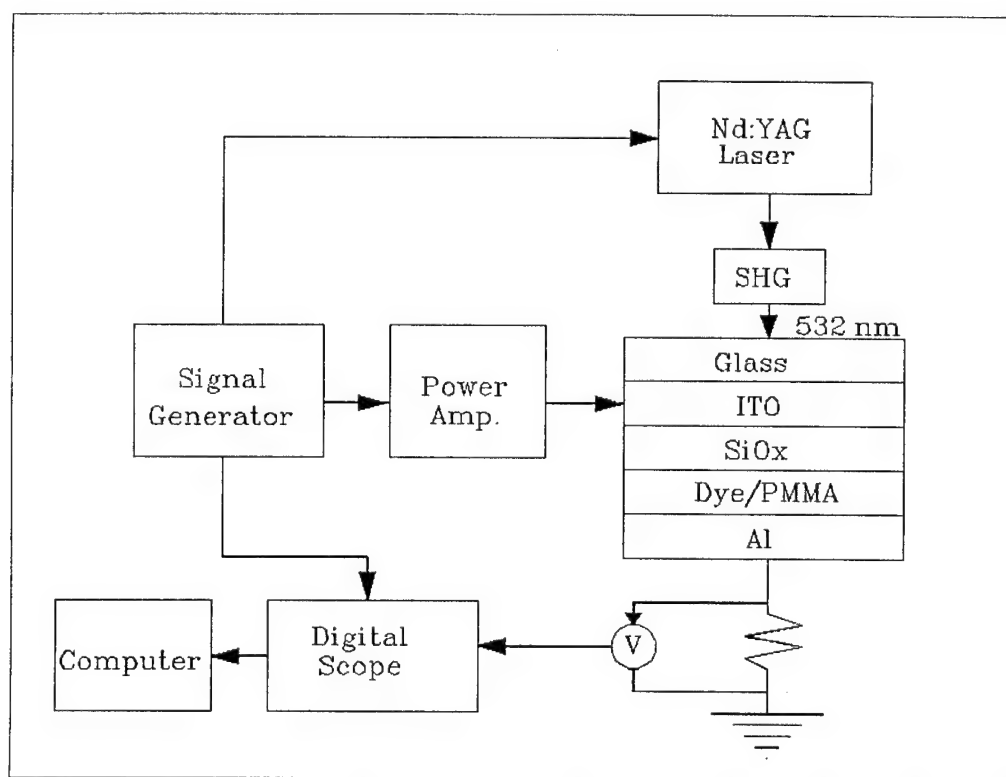 Nd:YAG
Laser
SHG
532 nm
Signal
Generator
Power
Amp.
Glass
ITO
SiOx
Dye/PMMA
Al
Computer
Digital
Scope
V